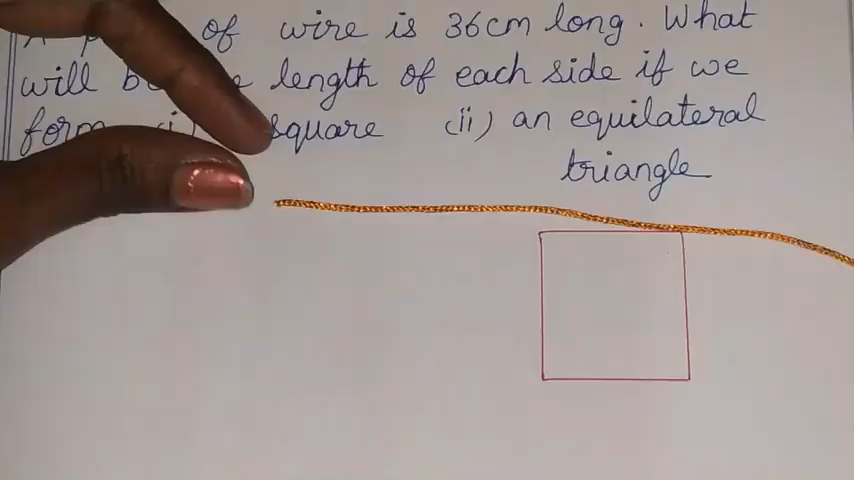 A of wire is 36cm long. What
will length of each side if we
form square (ii) an equilateral
triangle